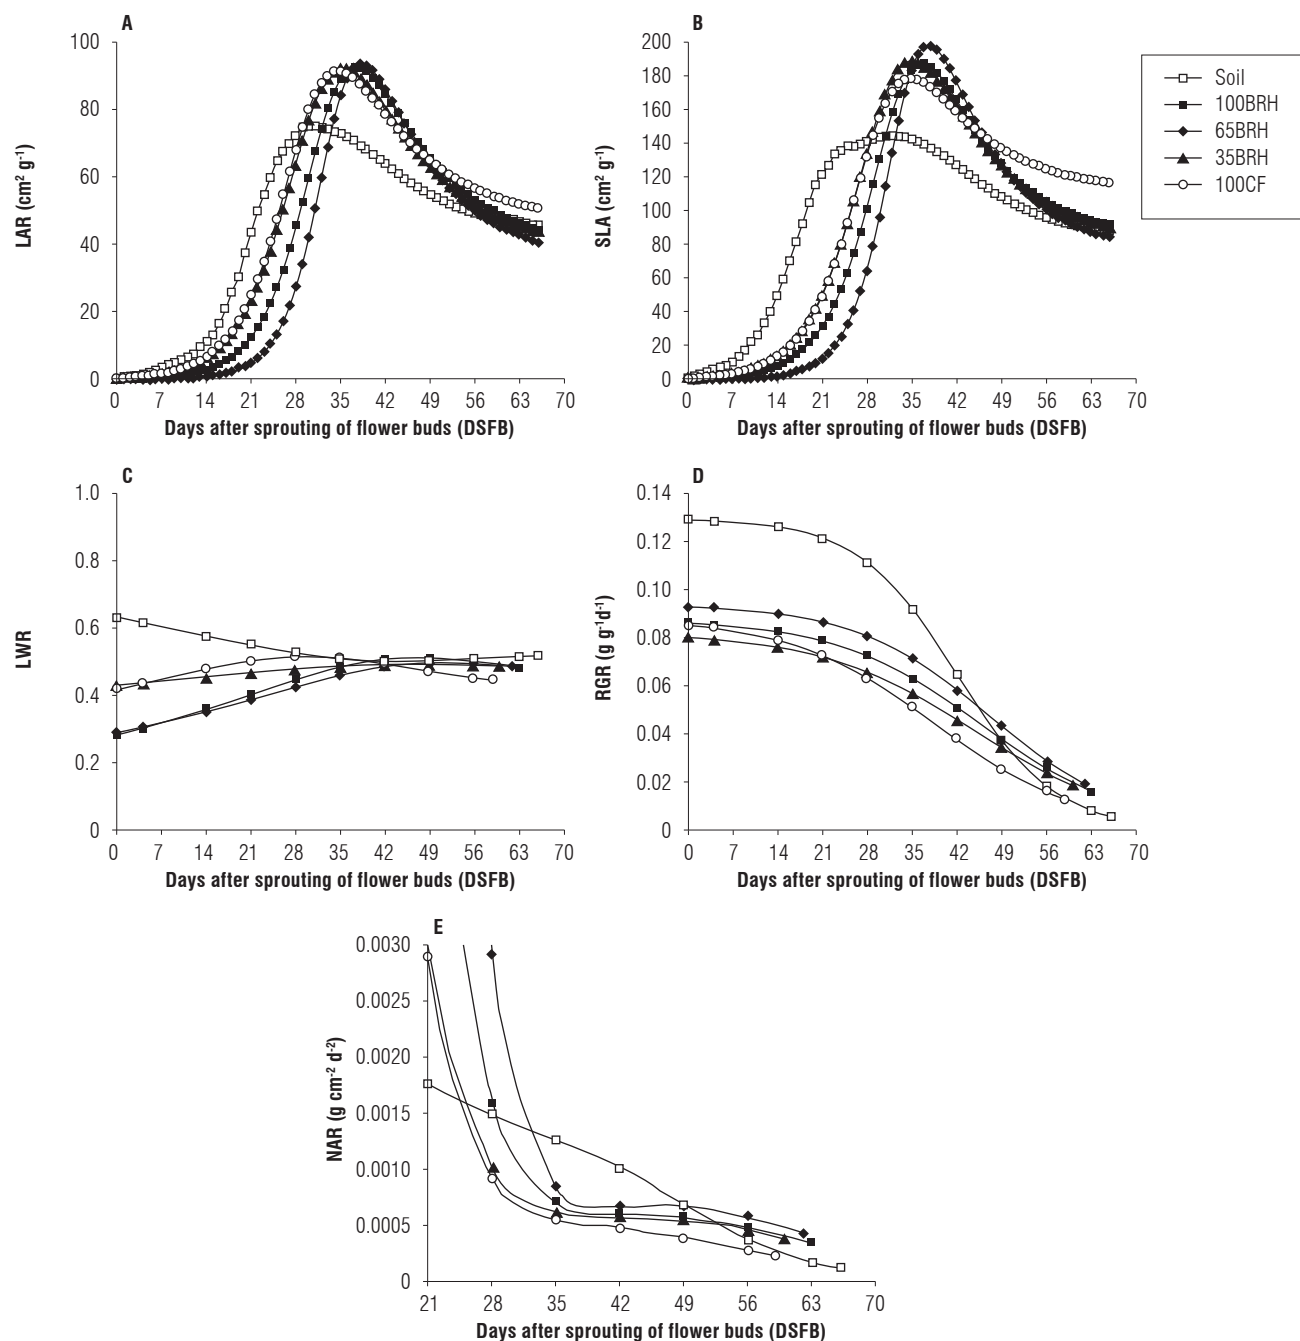 A
LAR (cm² g⁻¹)
100
80
60
40
20
0
0 7 14 21 28 35 42 49 56 63 70
Days after sprouting of flower buds (DSFB)
B
SLA (cm² g⁻¹)
200
180
160
140
120
100
80
60
40
20
0
0 7 14 21 28 35 42 49 56 63 70
Days after sprouting of flower buds (DSFB)
Soil
100BRH
65BRH
35BRH
100CF
C
LWR
1.0
0.8
0.6
0.4
0.2
0
0 7 14 21 28 35 42 49 56 63 70
Days after sprouting of flower buds (DSFB)
D
RGR (g g⁻¹d⁻¹)
0.14
0.12
0.10
0.08
0.06
0.04
0.02
0
0 7 14 21 28 35 42 49 56 63 70
Days after sprouting of flower buds (DSFB)
E
NAR (g cm⁻² d⁻²)
0.0030
0.0025
0.0020
0.0015
0.0010
0.0005
0
21 28 35 42 49 56 63 70
Days after sprouting of flower buds (DSFB)